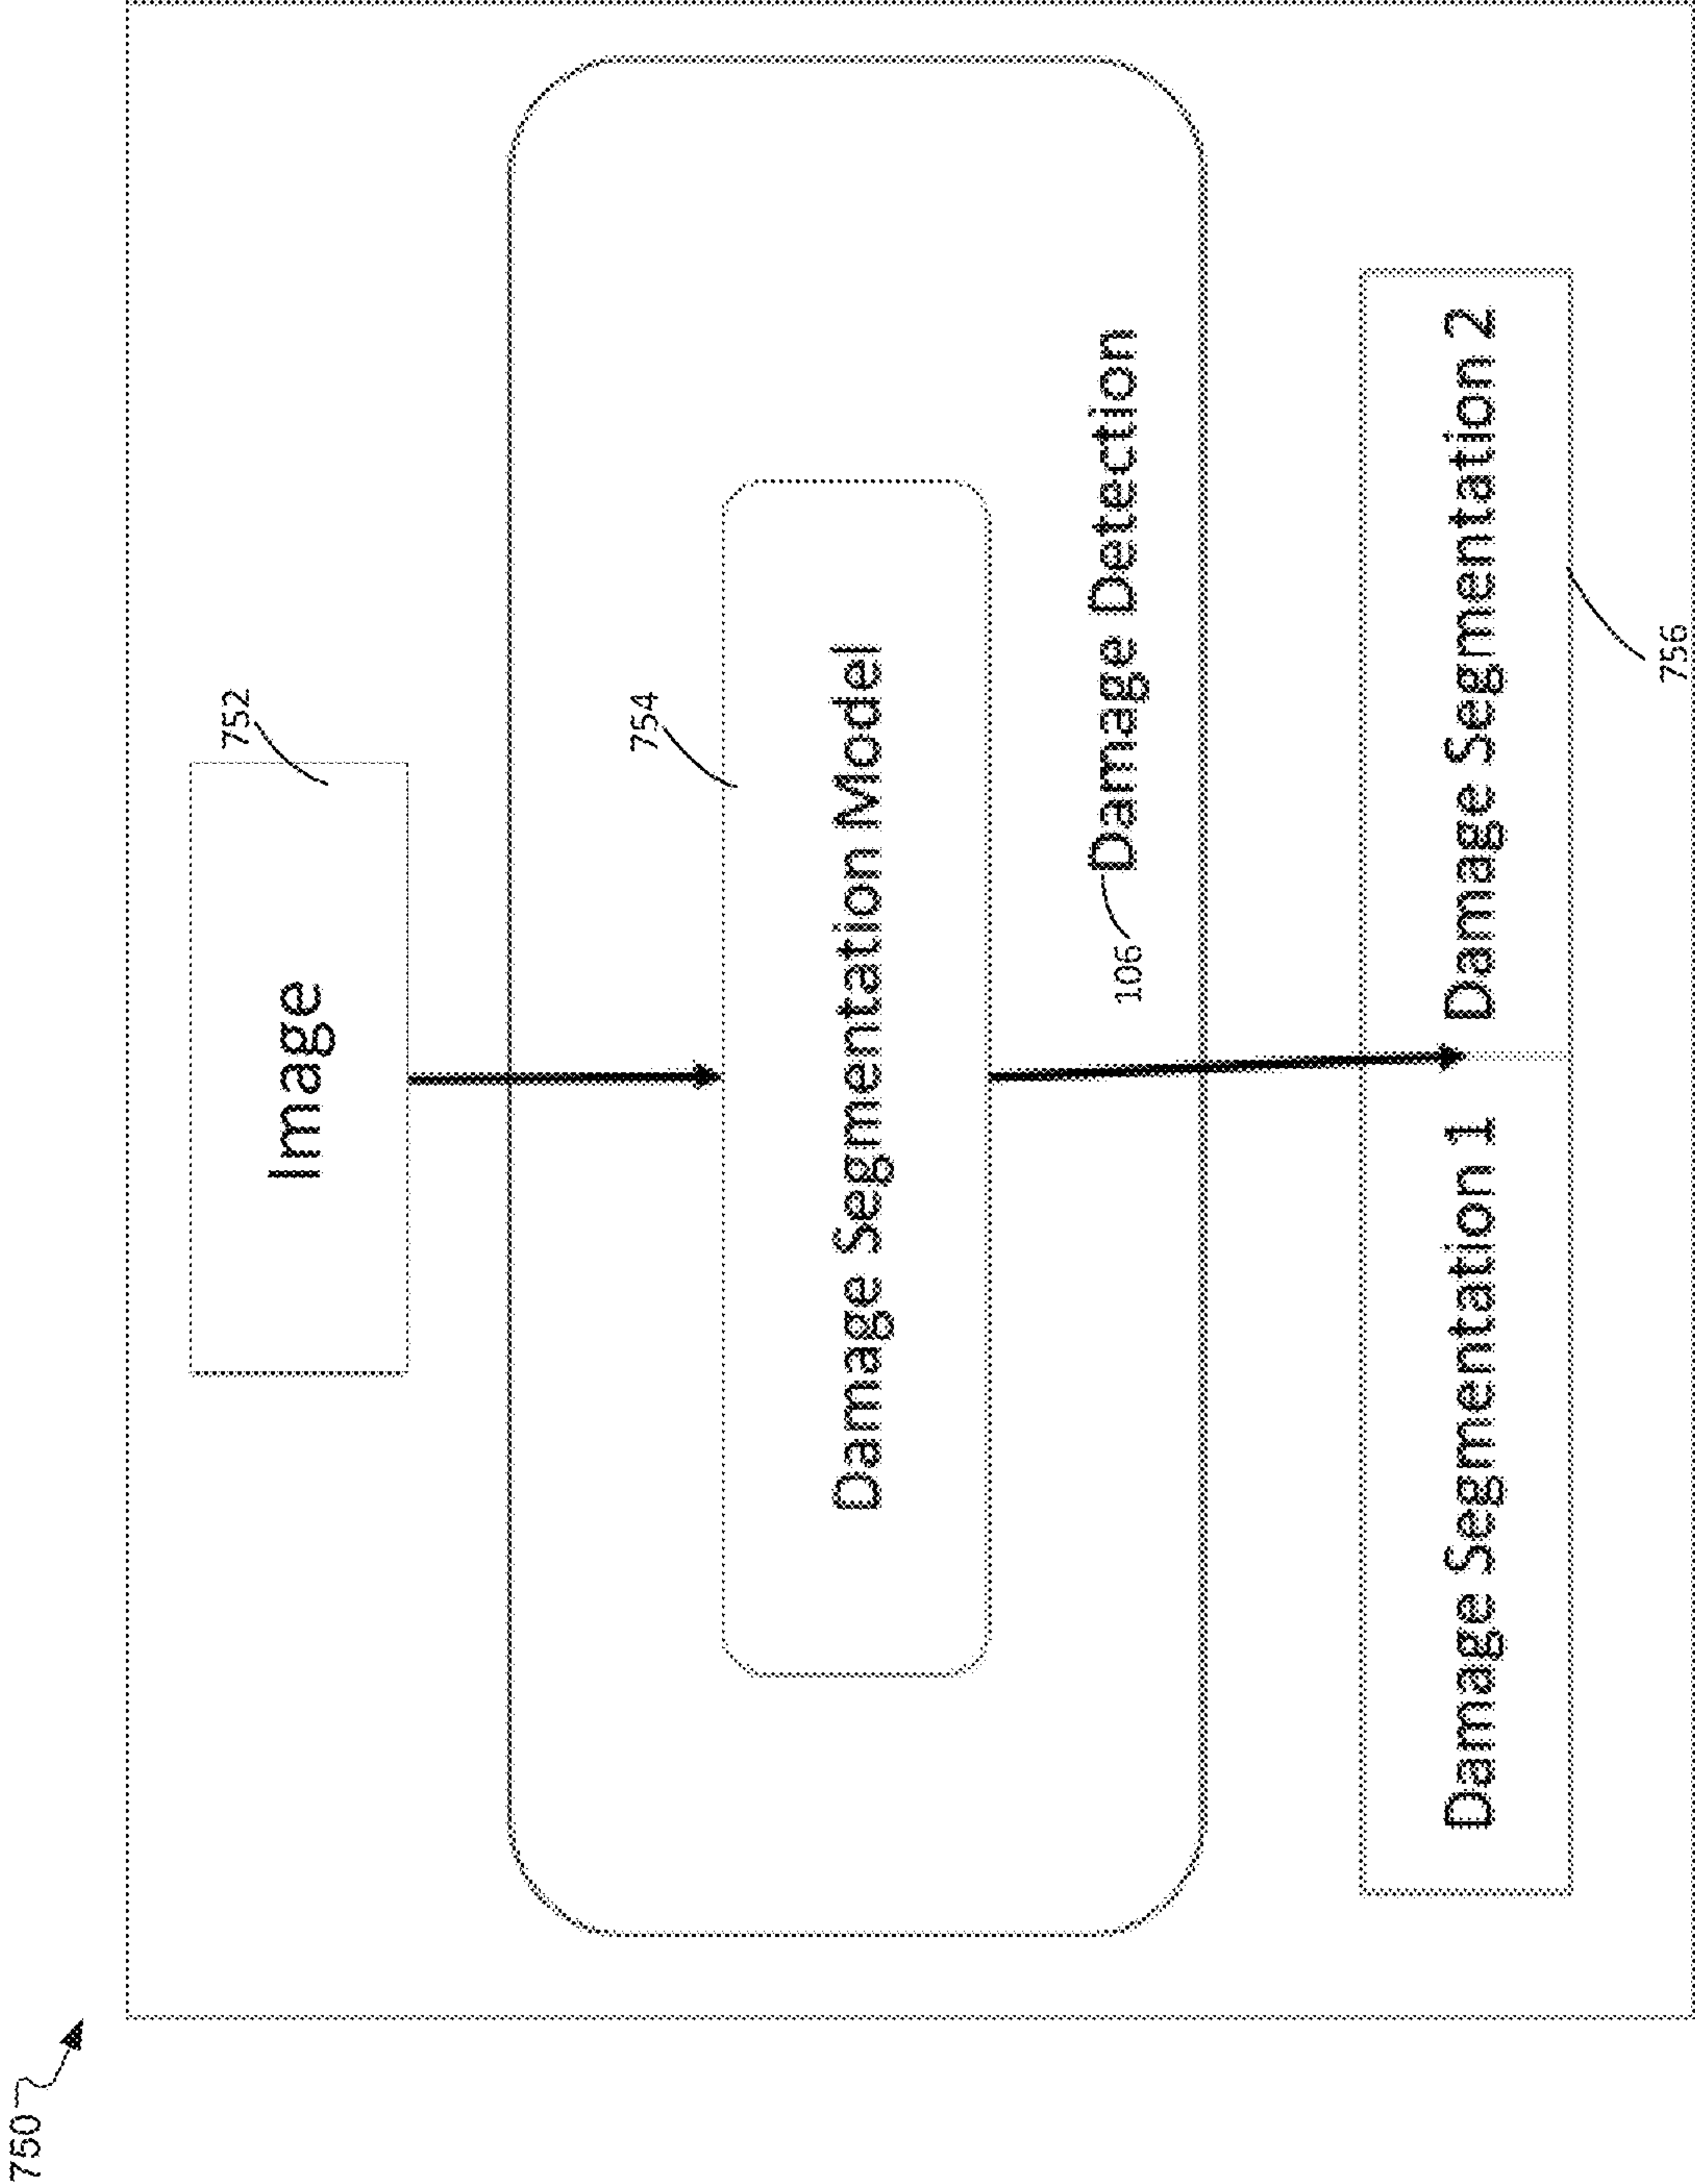 750
752
Image
754
Damage Segmentation Model
106
Damage Detection
Damage Segmentation 1
Damage Segmentation 2
756